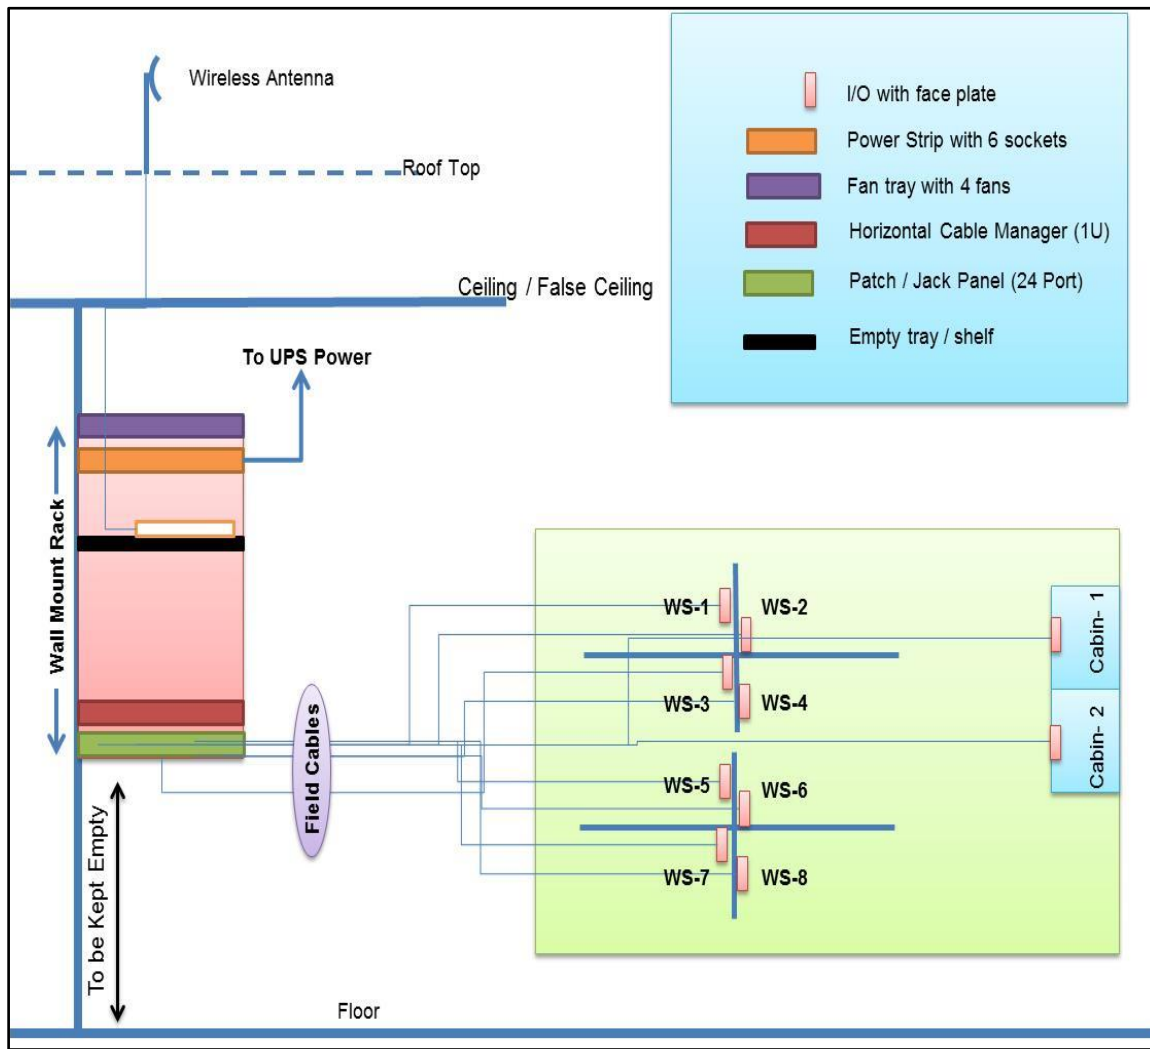 Wireless Antenna
Roof Top
Ceiling / False Ceiling
To UPS Power
I/O with face plate
Power Strip with 6 sockets
Fan tray with 4 fans
Horizontal Cable Manager (1U)
Patch / Jack Panel (24 Port)
Empty tray / shelf
Wall Mount Rack
Field Cables
To be Kept Empty
WS-1
WS-2
WS-3
WS-4
WS-5
WS-6
WS-7
WS-8
Cabin- 1
Cabin- 2
Floor